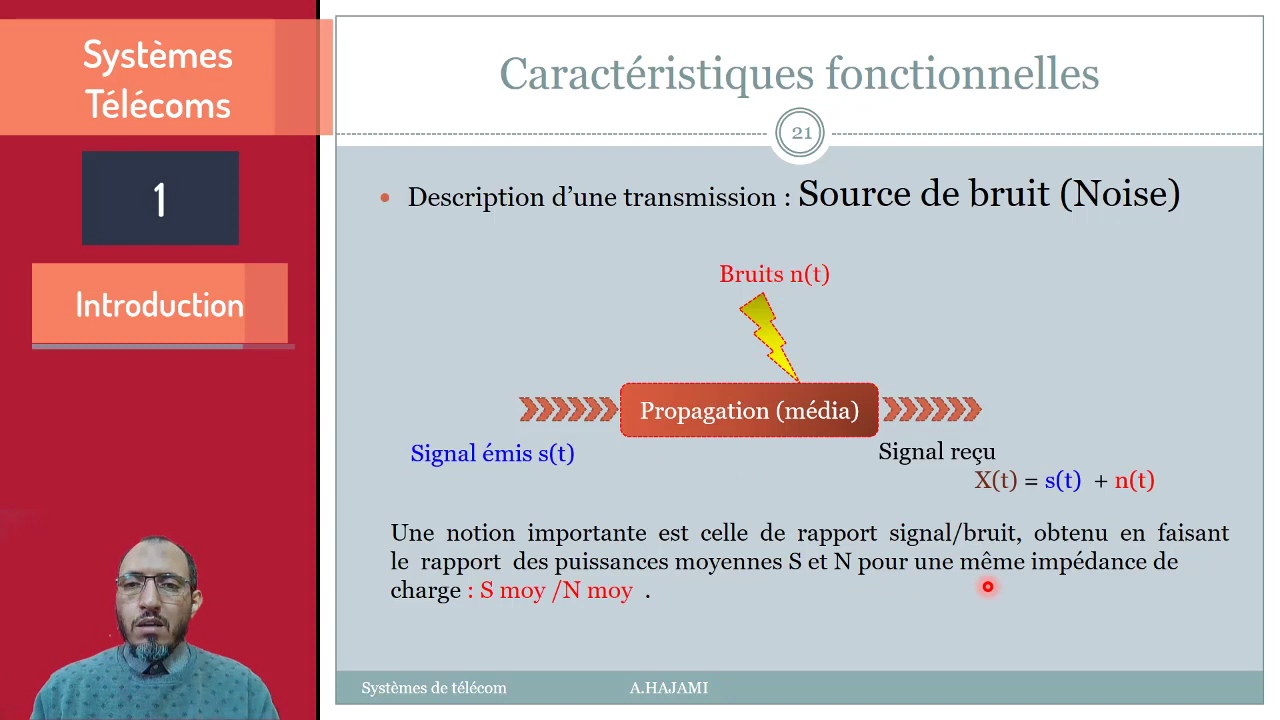 Systèmes
Télécoms
1
Introduction
Caractéristiques fonctionnelles
21
• Description d’une transmission : Source de bruit (Noise)
Bruits n(t)
Propagation (média)
Signal émis s(t)
Signal reçu
X(t) = s(t) + n(t)
Une notion importante est celle de rapport signal/bruit, obtenu en faisant
le rapport des puissances moyennes S et N pour une même impédance de
charge : S moy /N moy .
Systèmes de télécom A.HAJAMI